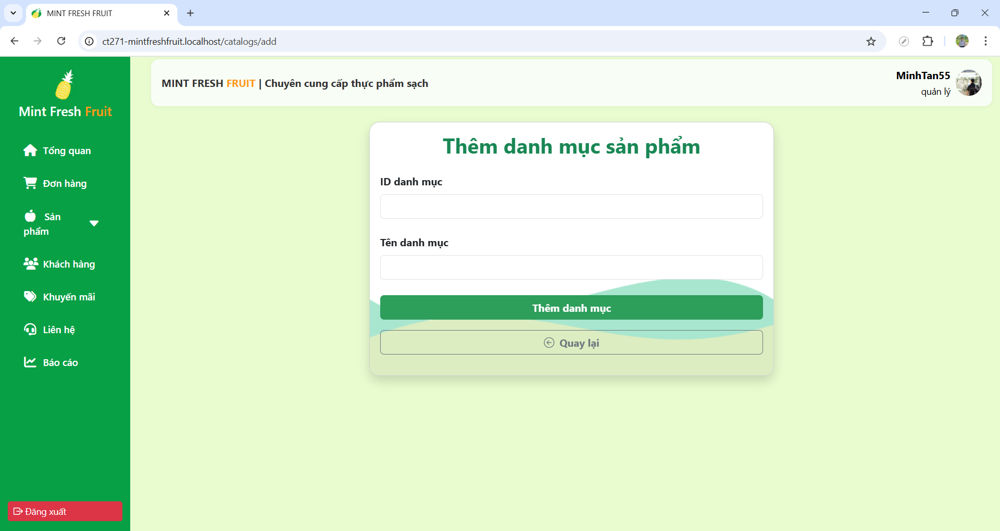 MINT FRESH FRUIT
ct271-mintfreshfruit.localhost/catalogs/add
Mint Fresh Fruit
Tổng quan
Đơn hàng
Sản
phẩm
Khách hàng
Khuyến mãi
Liên hệ
Báo cáo
Đăng xuất
MINT FRESH FRUIT | Chuyên cung cấp thực phẩm sạch
MinhTan55
quản lý
Thêm danh mục sản phẩm
ID danh mục
Tên danh mục
Thêm danh mục
Quay lại